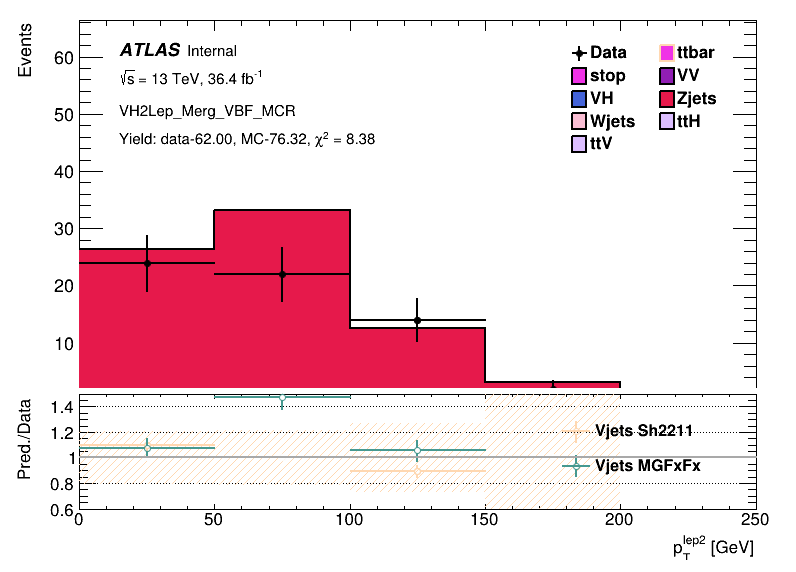 Events
ATLAS Internal
√s = 13 TeV, 36.4 fb⁻¹
VH2Lep_Merg_VBF_MCR
Yield: data-62.00, MC-76.32, χ² = 8.38
Data
ttbar
stop
VV
VH
Zjets
Wjets
ttH
ttV
60
50
40
30
20
10
Pred./Data
1.4
1.2
1
0.8
0.6
Vjets Sh2211
Vjets MGFxFx
0 50 100 150 200 250
p_T^lep2 [GeV]